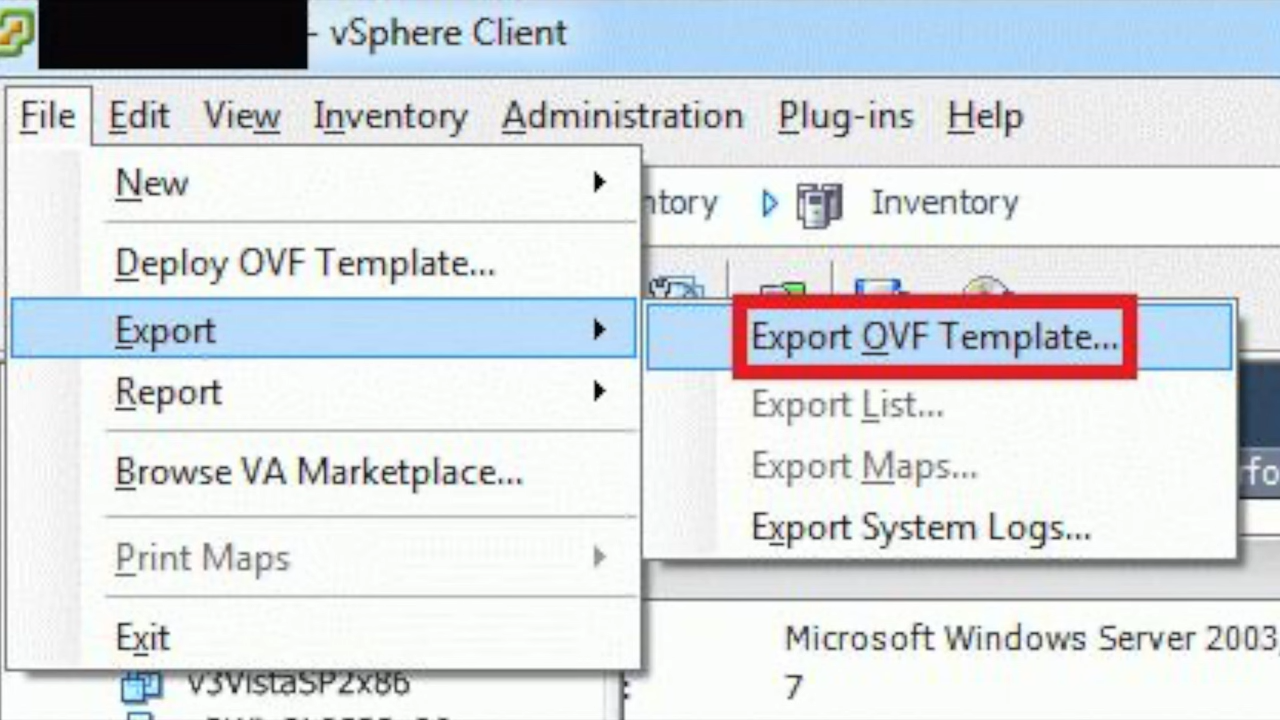 - vSphere Client
File Edit View Inventory Administration Plug-ins Help
New
ntory Inventory
Deploy OVF Template...
Export
Export OVF Template...
Report
Export List...
Export Maps...
Browse VA Marketplace...
rfo
Export System Logs...
Print Maps
Exit
Microsoft Windows Server 2003,
v3VistaSP2x86
7